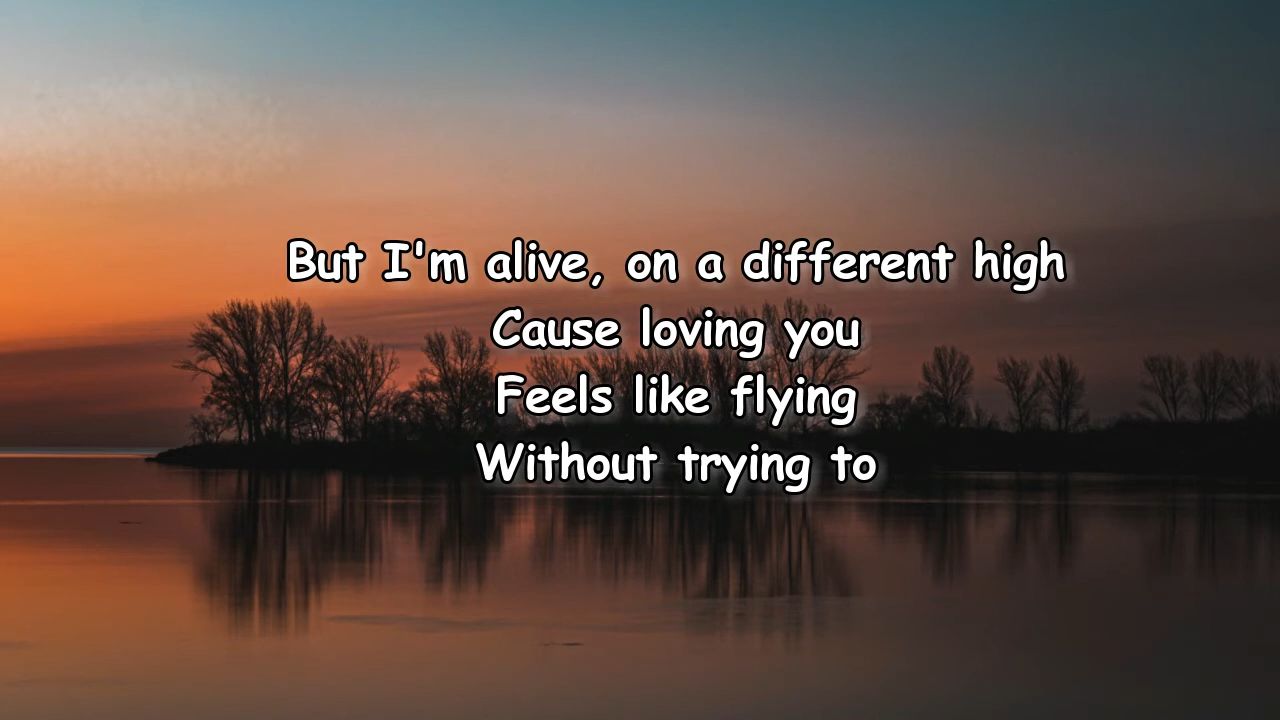 But I'm alive, on a different high
Cause loving you
Feels like flying
Without trying to